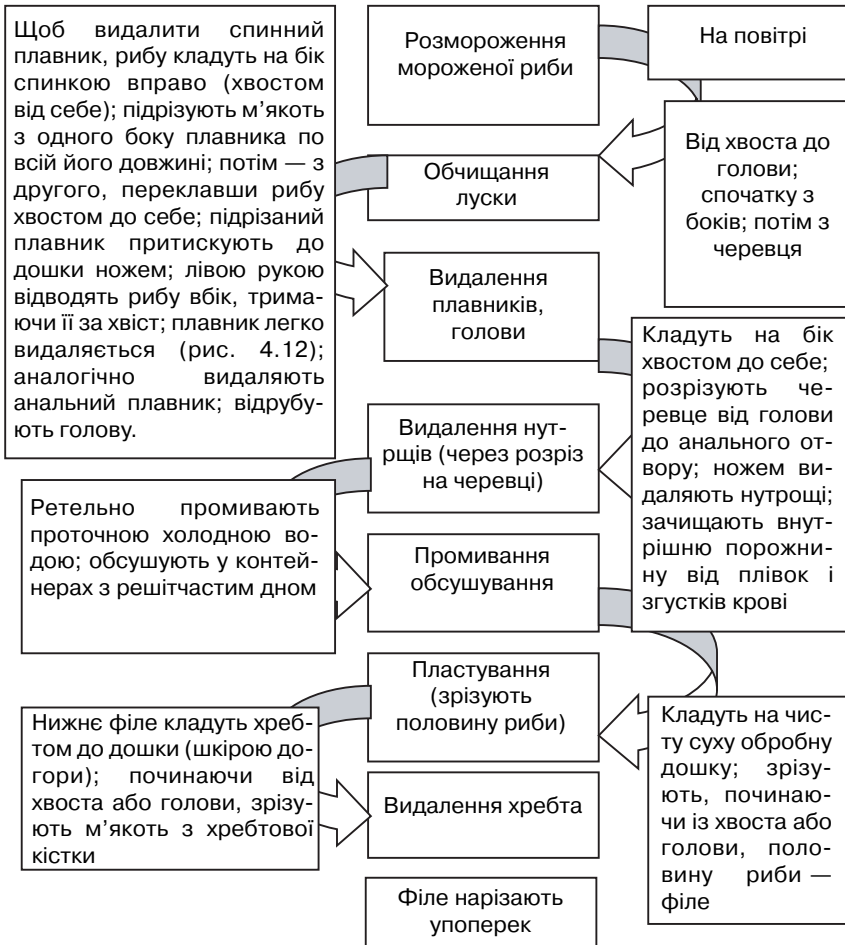 Щоб видалити спинний
плавник, рибу кладуть на бік
спинкою вправо (хвостом
від себе); підрізують м’якоть
з одного боку плавника по
всій його довжині; потім — з
другого, переклавши рибу
хвостом до себе; підрізаний
плавник притискують до
дошки ножем; лівою рукою
відводять рибу вбік, трима-
ючи її за хвіст; плавник легко
видаляється (рис. 4.12);
аналогічно видаляють
анальний плавник; відрубу-
ють голову.
Розмороження
мороженої риби
На повітрі
Від хвоста до
голови;
спочатку з
боків; потім з
черевця
Обчищання
луски
Видалення
плавників,
голови
Кладуть на бік
хвостом до себе;
розрізують че-
ревце від голови
до анального от-
вору; ножем ви-
даляють нутрощі;
зачищають внут-
рішню порожни-
ну від плівок і
згустків крові
Видалення нут-
рщів (через розріз
на черевці)
Ретельно промивають
проточною холодною во-
дою; обсушують у контей-
нерах з решітчастим дном
Промивання
обсушування
Пластування
(зрізують
половину риби)
Кладуть на чис-
ту суху обробну
дошку; зрізу-
ють, починаю-
чи із хвоста або
голови, поло-
вину риби —
філе
Нижнє філе кладуть хреб-
том до дошки (шкірою до-
гори); починаючи від
хвоста або голови, зрізу-
ють м’якоть з хребтової
кістки
Видалення хребта
Філе нарізають
упоперек